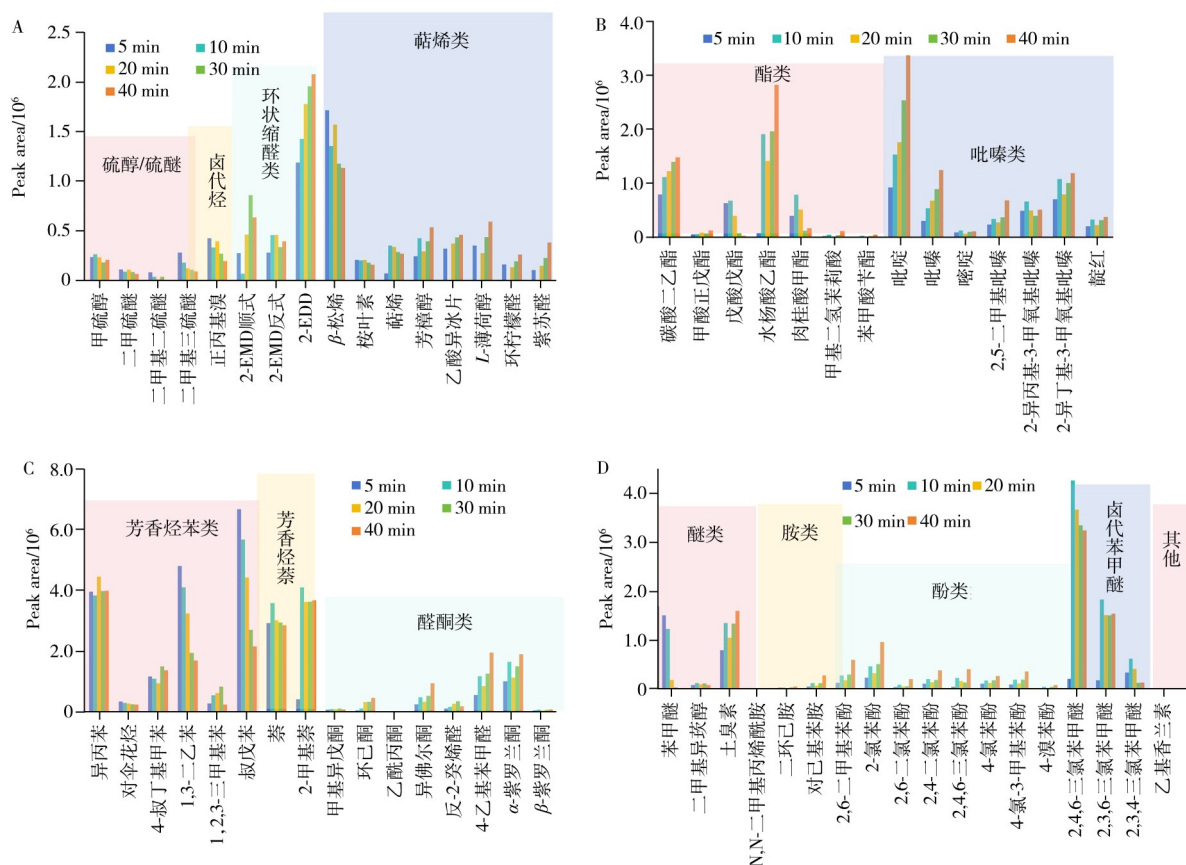 A
Peak area/10⁶
2.5
2.0
1.5
1.0
0.5
0
5 min
10 min
20 min
30 min
40 min
硫醇/硫醚
卤代烃
环状缩醛类
萜烯类
甲硫醇
二甲硫醚
二甲基二硫醚
二甲基三硫醚
正丙基溴
2-EMD顺式
2-EMD反式
2-EDD
β-松烯
桉叶素
萜烯
芳樟醇
乙酸异冰片
L-薄荷醇
环柠檬醛
紫苏醛
B
Peak area/10⁶
4.0
3.0
2.0
1.0
0
5 min
10 min
20 min
30 min
40 min
酯类
吡嗪类
碳酸二乙酯
甲酸正戊酯
戊酸戊酯
水杨酸乙酯
肉桂酸甲酯
甲基二氢茉莉酸
苯甲酸苄酯
吡啶
吡嗪
嘧啶
2,5-二甲基吡嗪
2-异丙基-3-甲氧基吡嗪
2-异丁基-3-甲氧基吡嗪
靛红
C
Peak area/10⁶
8.0
6.0
4.0
2.0
0
5 min
10 min
20 min
30 min
40 min
芳香烃苯类
芳香烃萘
醛酮类
异丙苯
对伞花烃
4-叔丁基甲苯
1,3-二乙苯
1,2,3-三甲基苯
叔戊苯
萘
2-甲基萘
甲基异戊酮
环己酮
乙酰丙酮
异佛尔酮
反-2-癸烯醛
4-乙基苯甲醛
α-紫罗兰酮
β-紫罗兰酮
D
Peak area/10⁶
4.0
3.0
2.0
1.0
0
5 min
10 min
20 min
30 min
40 min
醚类
胺类
酚类
卤代苯甲醚
其他
苯甲醚
二甲基异莰醇
土臭素
N,N-二甲基丙烯酰胺
二环己胺
对己基苯胺
2,6-二甲基苯酚
2-氯苯酚
2,6-二氯苯酚
2,4-二氯苯酚
2,4,6-三氯苯酚
4-氯苯酚
4-氯-3-甲基苯酚
4-溴苯酚
2,4,6-三氯苯甲醚
2,3,6-三氯苯甲醚
2,3,4-三氯苯甲醚
乙基香兰素